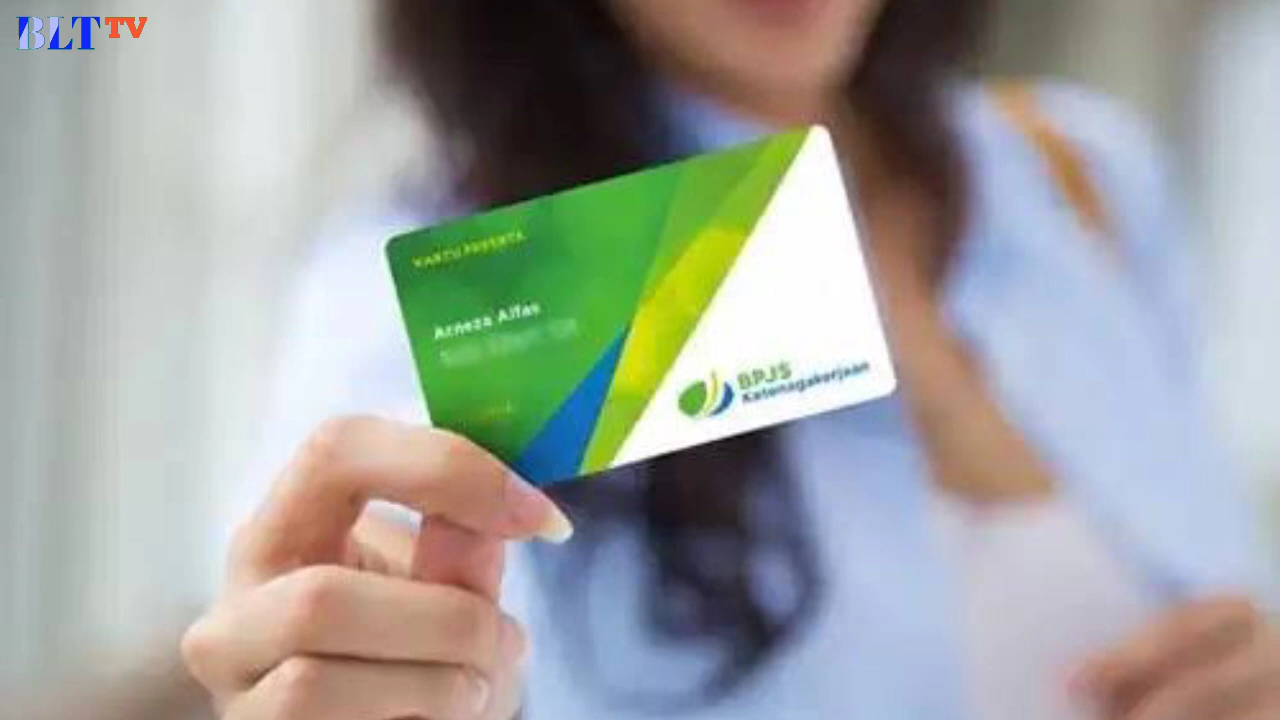 BLT TV
KARTU PESERTA
Arneza Alfas
BPJS
Ketenagakerjaan